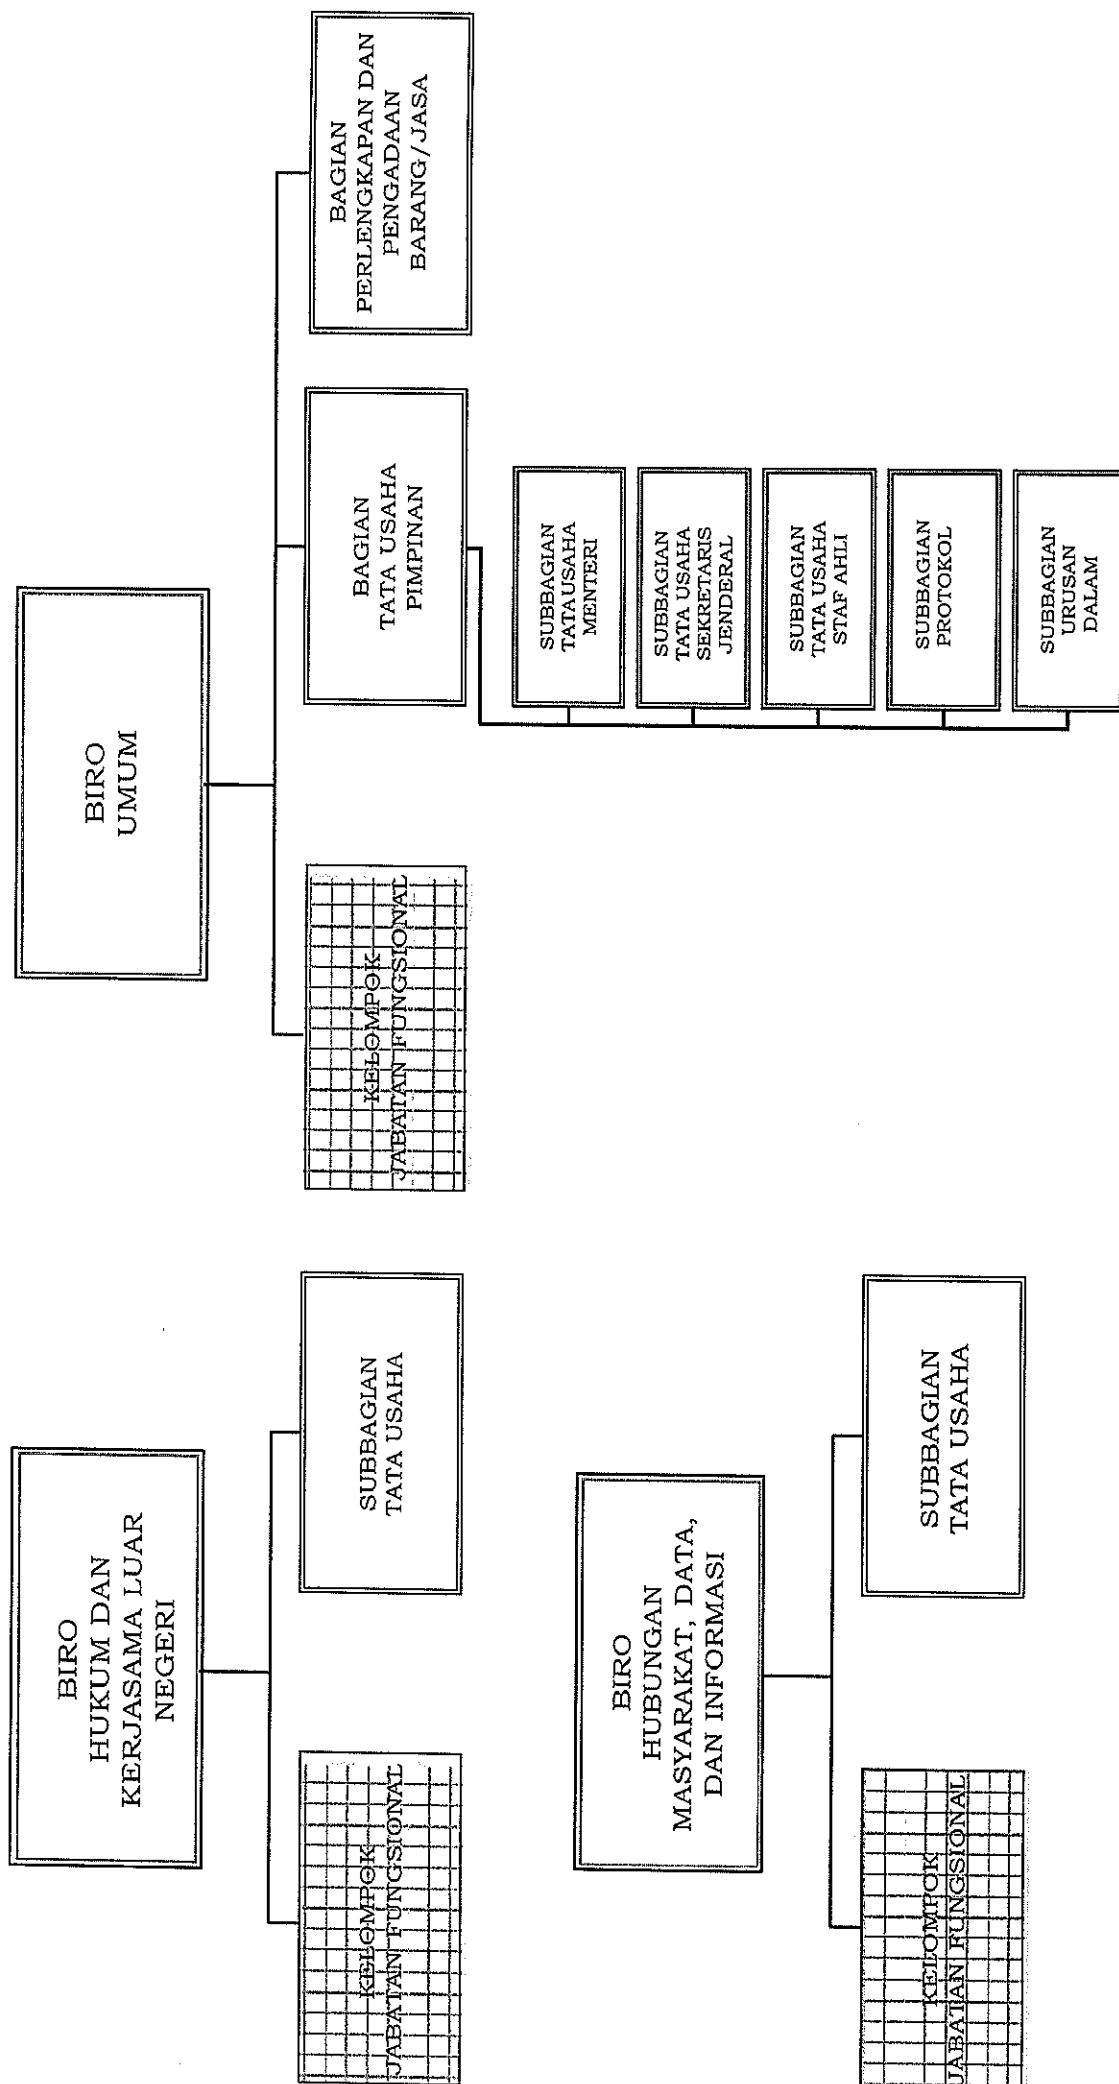 BIRO
HUKUM DAN
KERJASAMA LUAR
NEGERI
KELOMPOK
JABATAN FUNGSIONAL
SUBBAGIAN
TATA USAHA
BIRO
HUBUNGAN
MASYARAKAT, DATA,
DAN INFORMASI
KELOMPOK
JABATAN FUNGSIONAL
SUBBAGIAN
TATA USAHA
BIRO
UMUM
KELOMPOK
JABATAN FUNGSIONAL
BAGIAN
TATA USAHA
PIMPINAN
BAGIAN
PERLENGKAPAN DAN
PENGADAAN
BARANG/JASA
SUBBAGIAN
TATA USAHA
MENTERI
SUBBAGIAN
TATA USAHA
SEKRETARIS
JENDERAL
SUBBAGIAN
TATA USAHA
STAF AHLI
SUBBAGIAN
PROTOKOL
SUBBAGIAN
URUSAN
DALAM